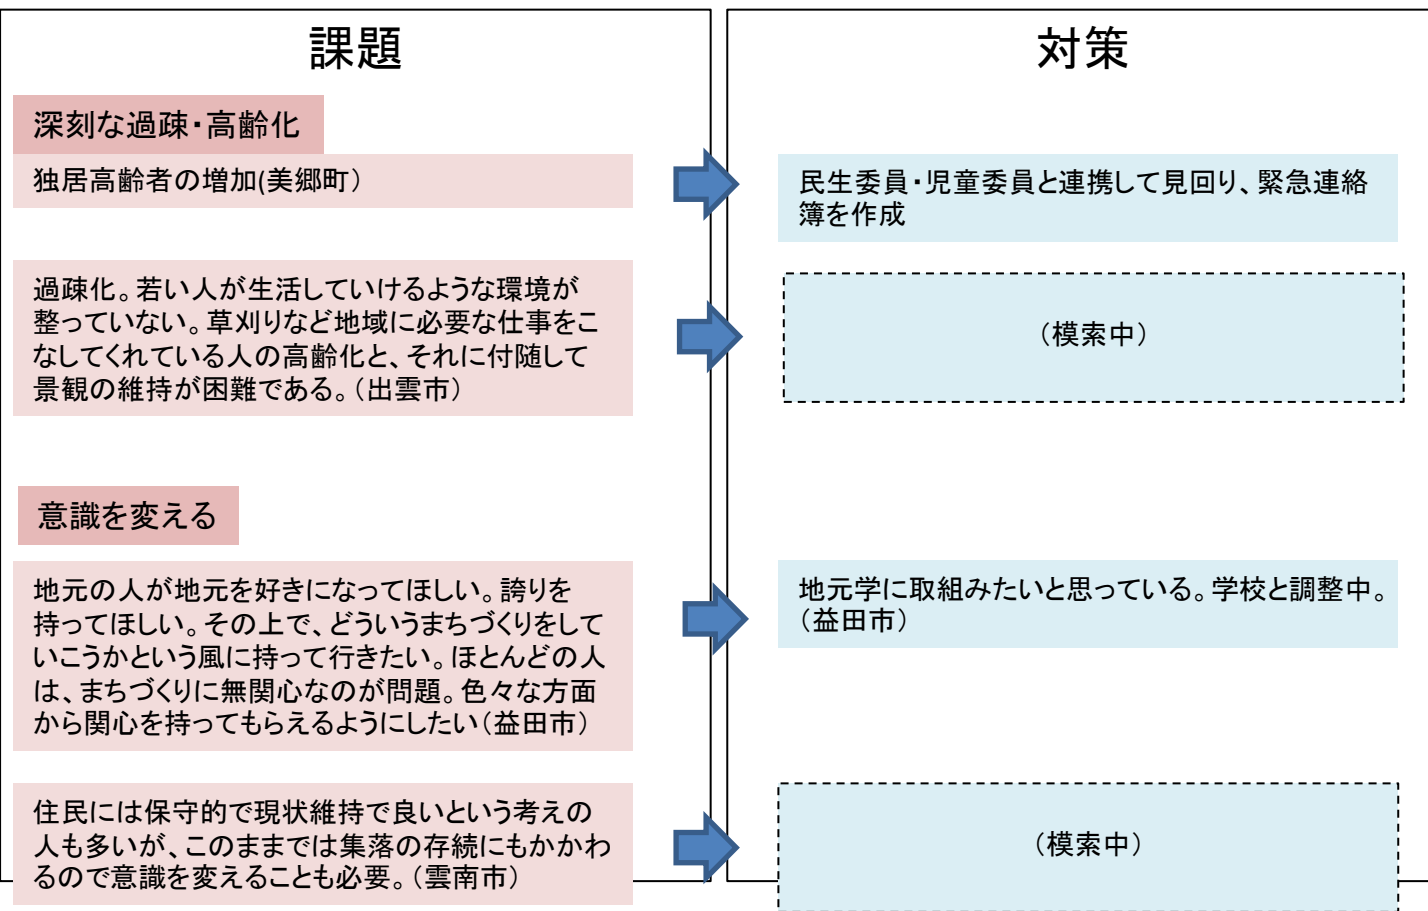 課題
深刻な過疎・高齢化
独居高齢者の増加(美郷町）
過疎化。若い人が生活していけるような環境が
整っていない。草刈りなど地域に必要な仕事をこ
なしてくれている人の高齢化と、それに付随して
景観の維持が困難である。（出雲市）
意識を変える
地元の人が地元を好きになってほしい。誇りを
持ってほしい。その上で、どういうまちづくりをして
いこうかという風に持って行きたい。ほとんどの人
は、まちづくりに無関心なのが問題。色々な方面
から関心を持ってもらえるようにしたい（益田市）
住民には保守的で現状維持で良いという考えの
人も多いが、このままでは集落の存続にもかかわ
るので意識を変えることも必要。（雲南市）
対策
民生委員・児童委員と連携して見回り、緊急連絡
簿を作成
（模索中）
地元学に取組みたいと思っている。学校と調整中。
（益田市）
（模索中）